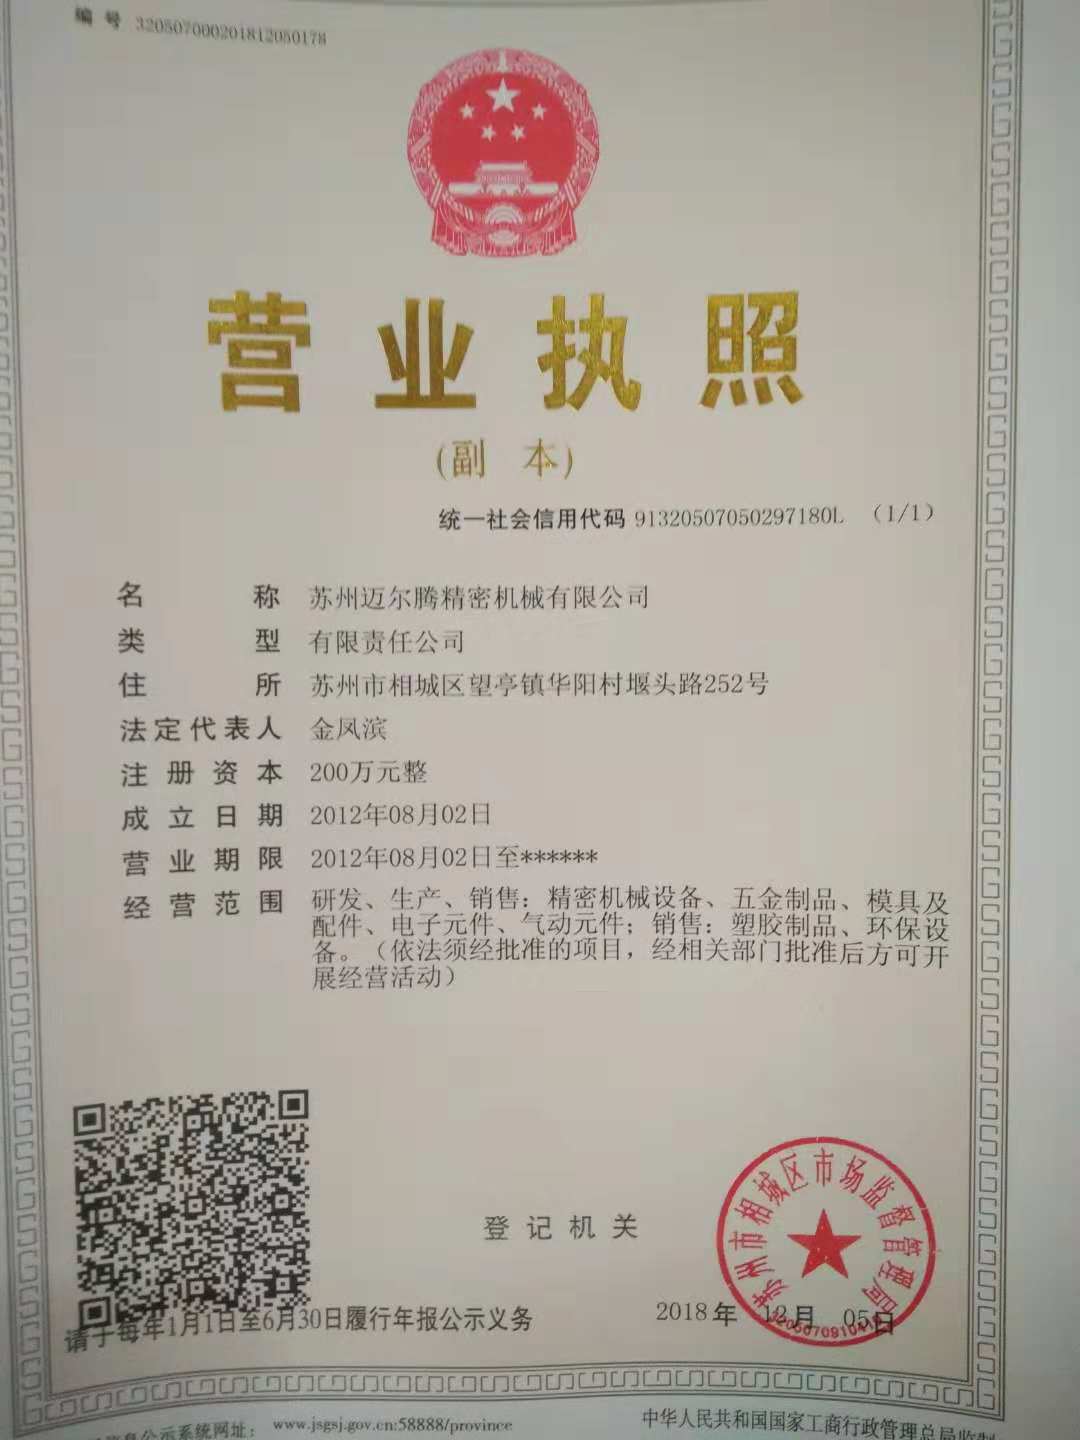 编 号 320507000201812050178
营业执照
(副 本)
统一社会信用代码 91320507050297180L (1/1)
名 称 苏州迈尔腾精密机械有限公司
类 型 有限责任公司
住 所 苏州市相城区望亭镇华阳村堰头路252号
法定代表人 金凤滨
注册资本 200万元整
成立日期 2012年08月02日
营业期限 2012年08月02日至******
经营范围 研发、生产、销售：精密机械设备、五金制品、模具及
配件、电子元件、气动元件；销售：塑胶制品、环保设
备。（依法须经批准的项目，经相关部门批准后方可开
展经营活动）
苏州市相城区市场监督管理局
登记机关
2018年 12月 05日
请于每年1月1日至6月30日履行年报公示义务
信息公示系统网址： www.jsgsj.gov.cn:58888/province
中华人民共和国国家工商行政管理总局监制